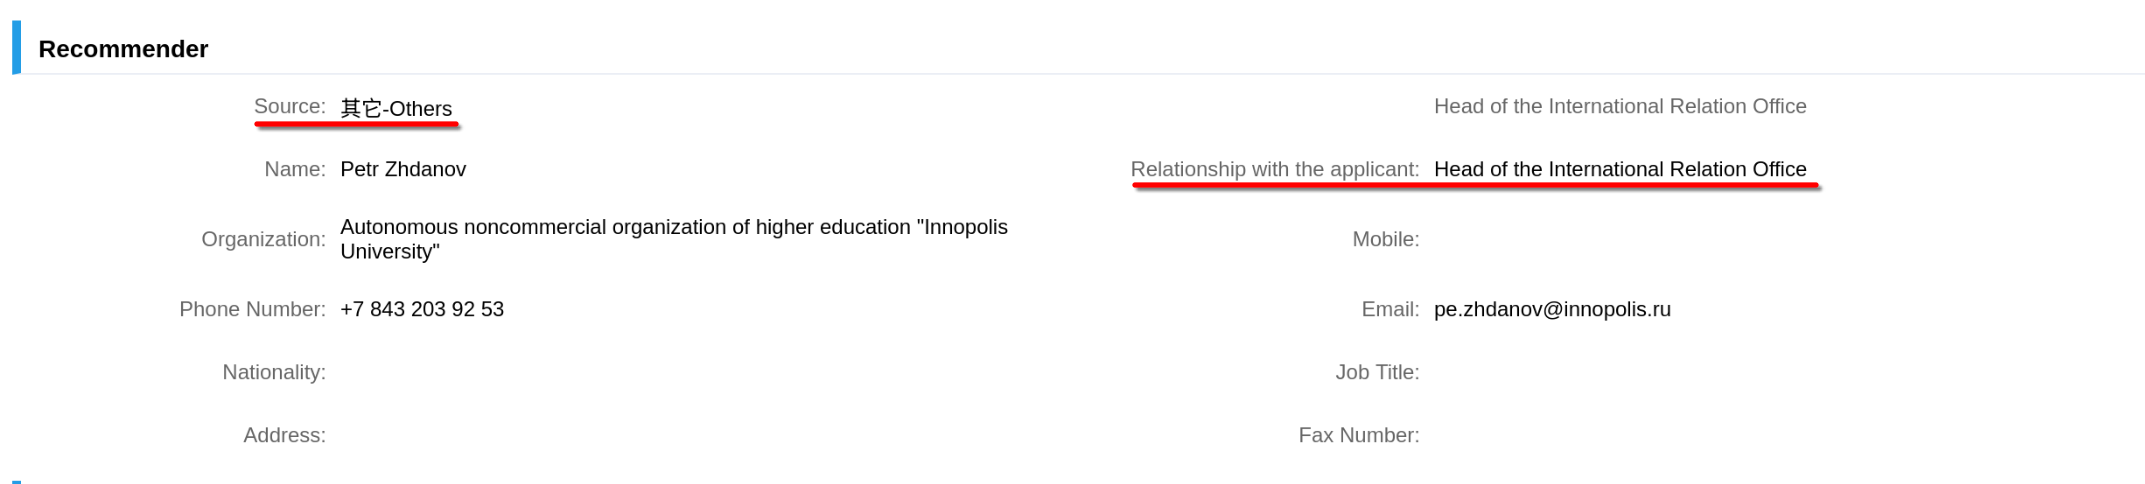 Recommender
Source: 其它-Others
Head of the International Relation Office
Name: Petr Zhdanov
Relationship with the applicant: Head of the International Relation Office
Organization: Autonomous noncommercial organization of higher education "Innopolis
University"
Mobile:
Phone Number: +7 843 203 92 53
Email: pe.zhdanov@innopolis.ru
Nationality:
Job Title:
Address:
Fax Number: